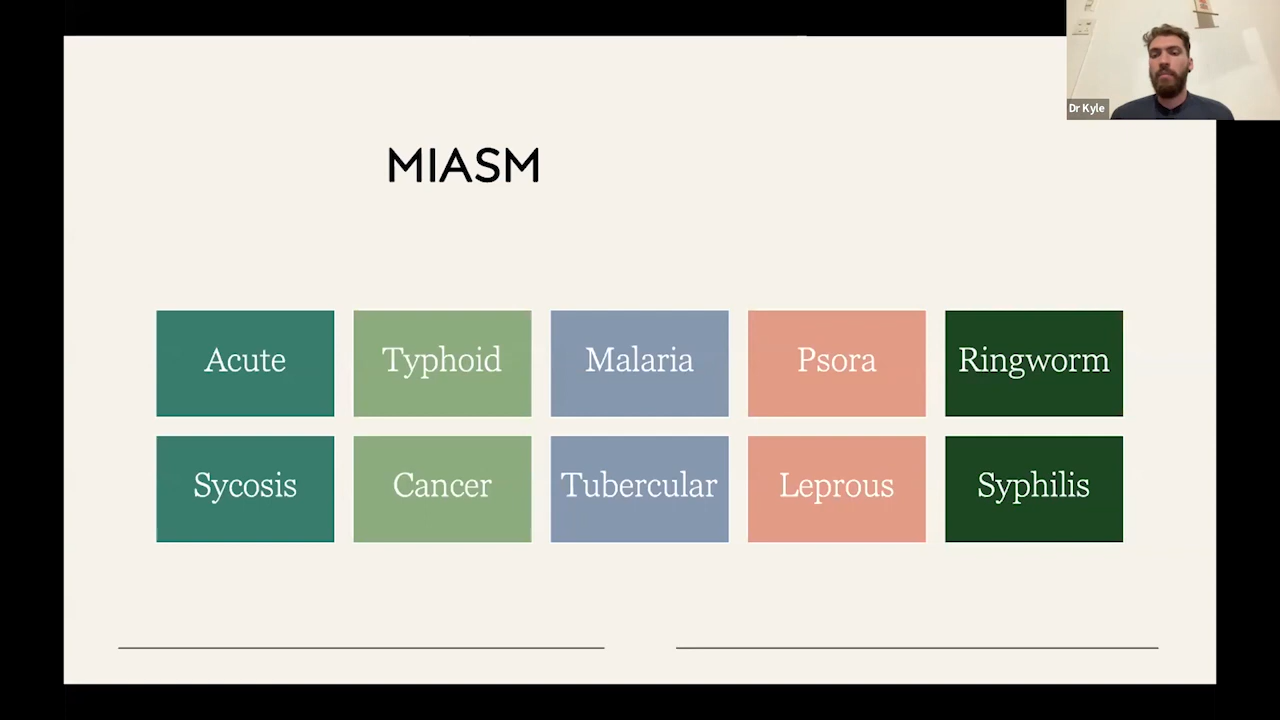 Dr Kyle
MIASM
Acute
Typhoid
Malaria
Psora
Ringworm
Sycosis
Cancer
Tubercular
Leprous
Syphilis